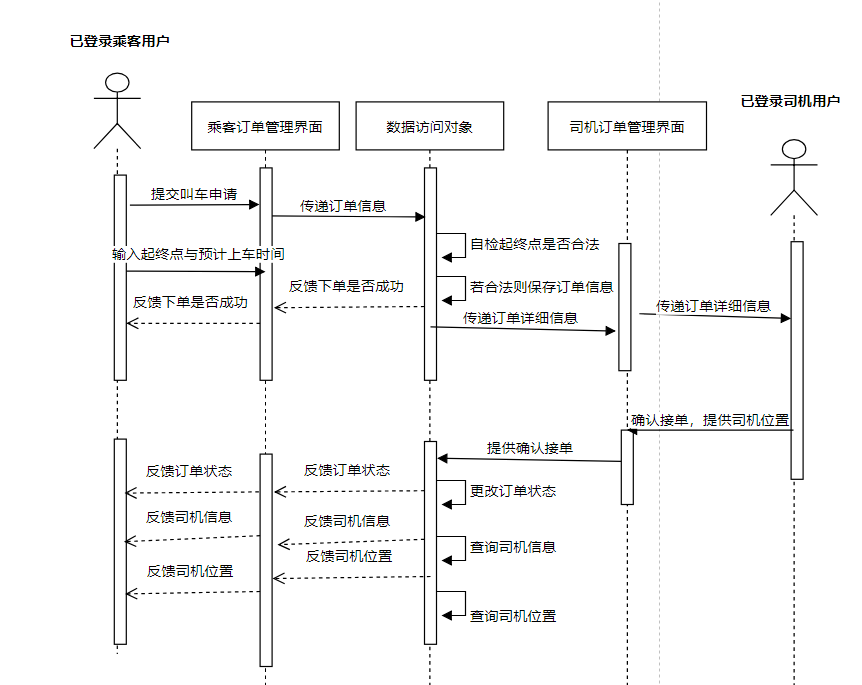 已登录乘客用户
已登录司机用户
乘客订单管理界面
数据访问对象
司机订单管理界面
提交叫车申请
传递订单信息
自检起终点是否合法
输入起终点与预计上车时间
反馈下单是否成功
若合法则保存订单信息
反馈下单是否成功
传递订单详细信息
传递订单详细信息
确认接单，提供司机位置
提供确认接单
反馈订单状态
反馈订单状态
更改订单状态
反馈司机信息
反馈司机信息
查询司机信息
反馈司机位置
反馈司机位置
查询司机位置